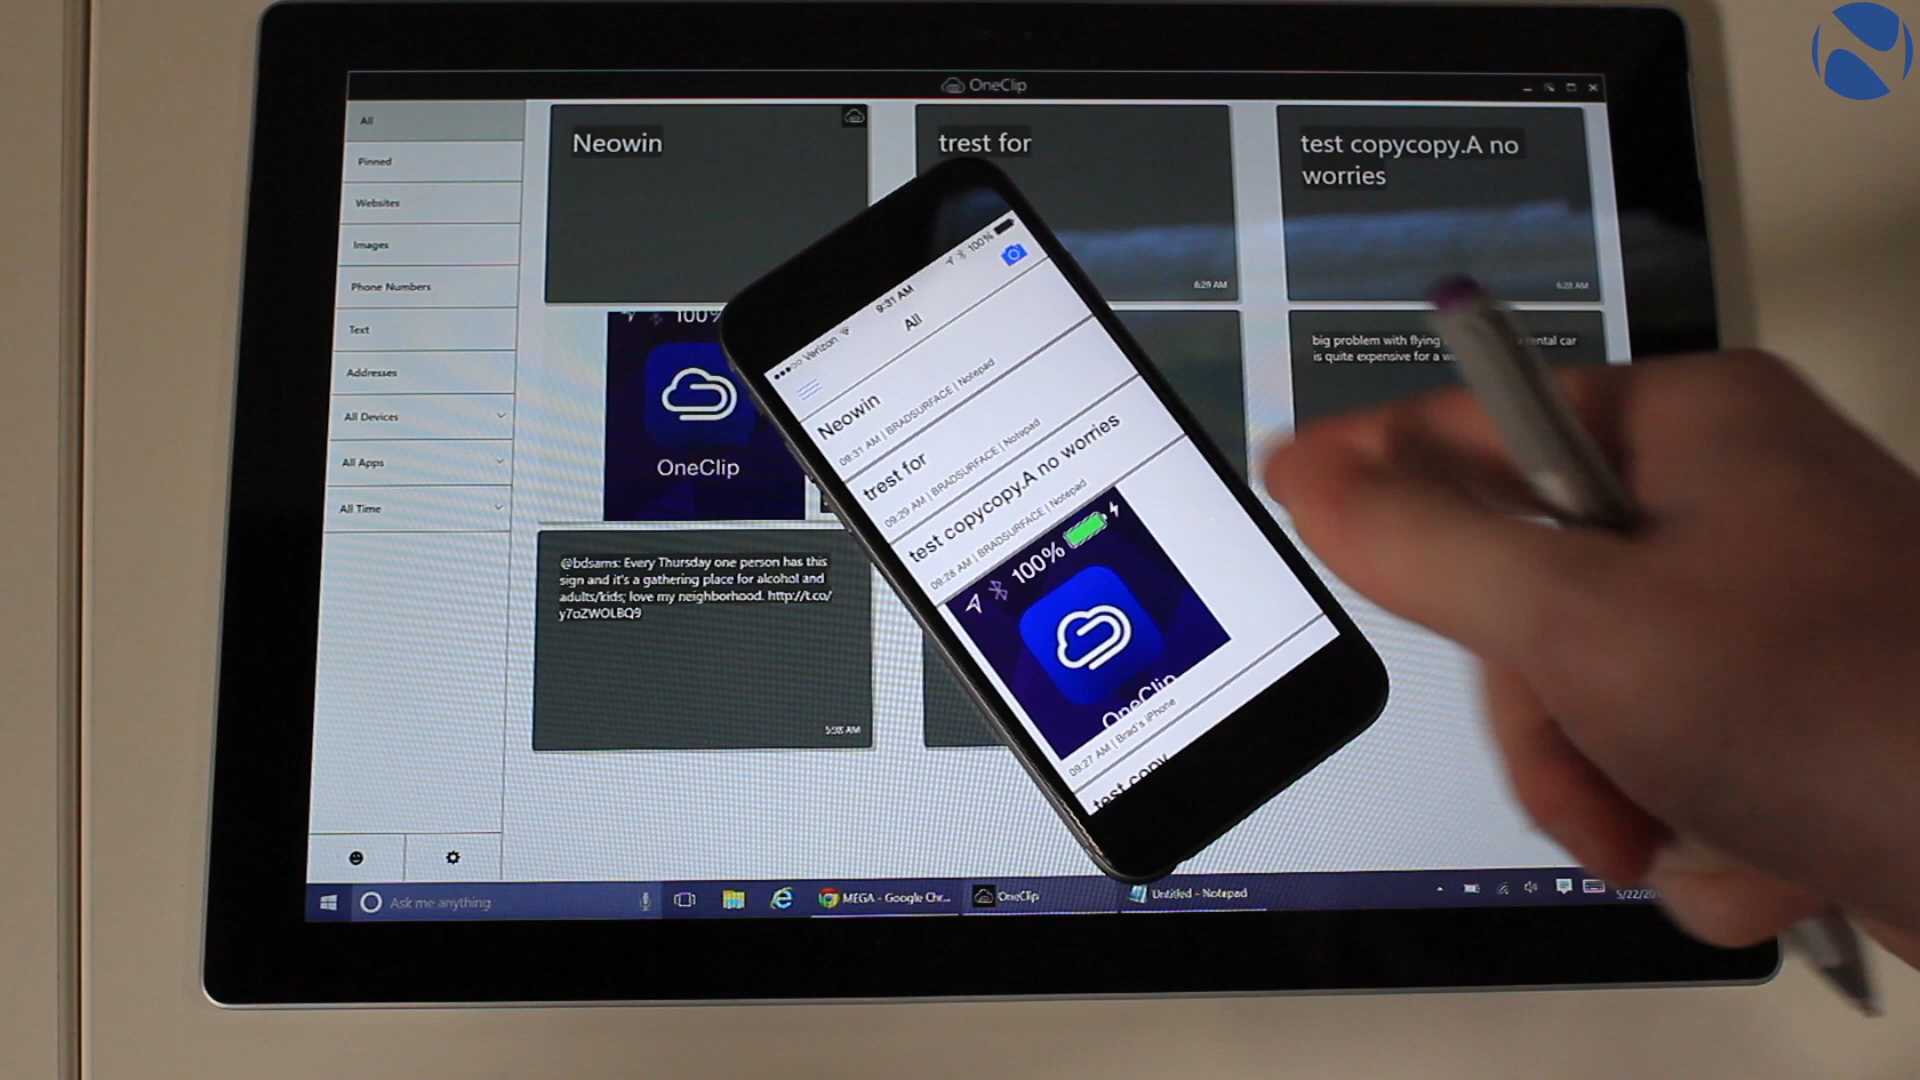 OneClip
All
Pinned
Websites
Images
Phone Numbers
Text
Addresses
All Devices
All Apps
All Time
Neowin
trest for
6:29 AM
test copycopy.A no
worries
6:28 AM
100%
OneClip
big problem with flying
rental car
is quite expensive for a
@bdsams: Every Thursday one person has this
sign and it's a gathering place for alcohol and
adults/kids; love my neighborhood. http://t.co/
y7oZWOLBQ9
Verizon 9:31 AM 100%
All
Neowin
09:31 AM | BRADSURFACE | Notepad
trest for
09:29 AM | BRADSURFACE | Notepad
test copycopy.A no worries
09:28 AM | BRADSURFACE | Notepad
100%
OneClip
09:27 AM | Brad's iPhone
test copy
Ask me anything
MEGA - Google Chr...
OneClip
Untitled - Notepad
5/22/20